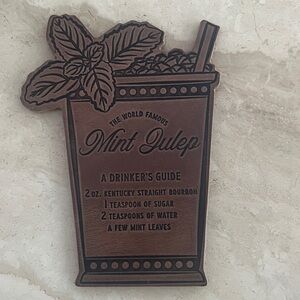 THE WORLD FAMOUS
Mint Julep
A DRINKER'S GUIDE
2 OZ. KENTUCKY STRAIGHT BOURBON
1 TEASPOON OF SUGAR
2 TEASPOONS OF WATER
A FEW MINT LEAVES